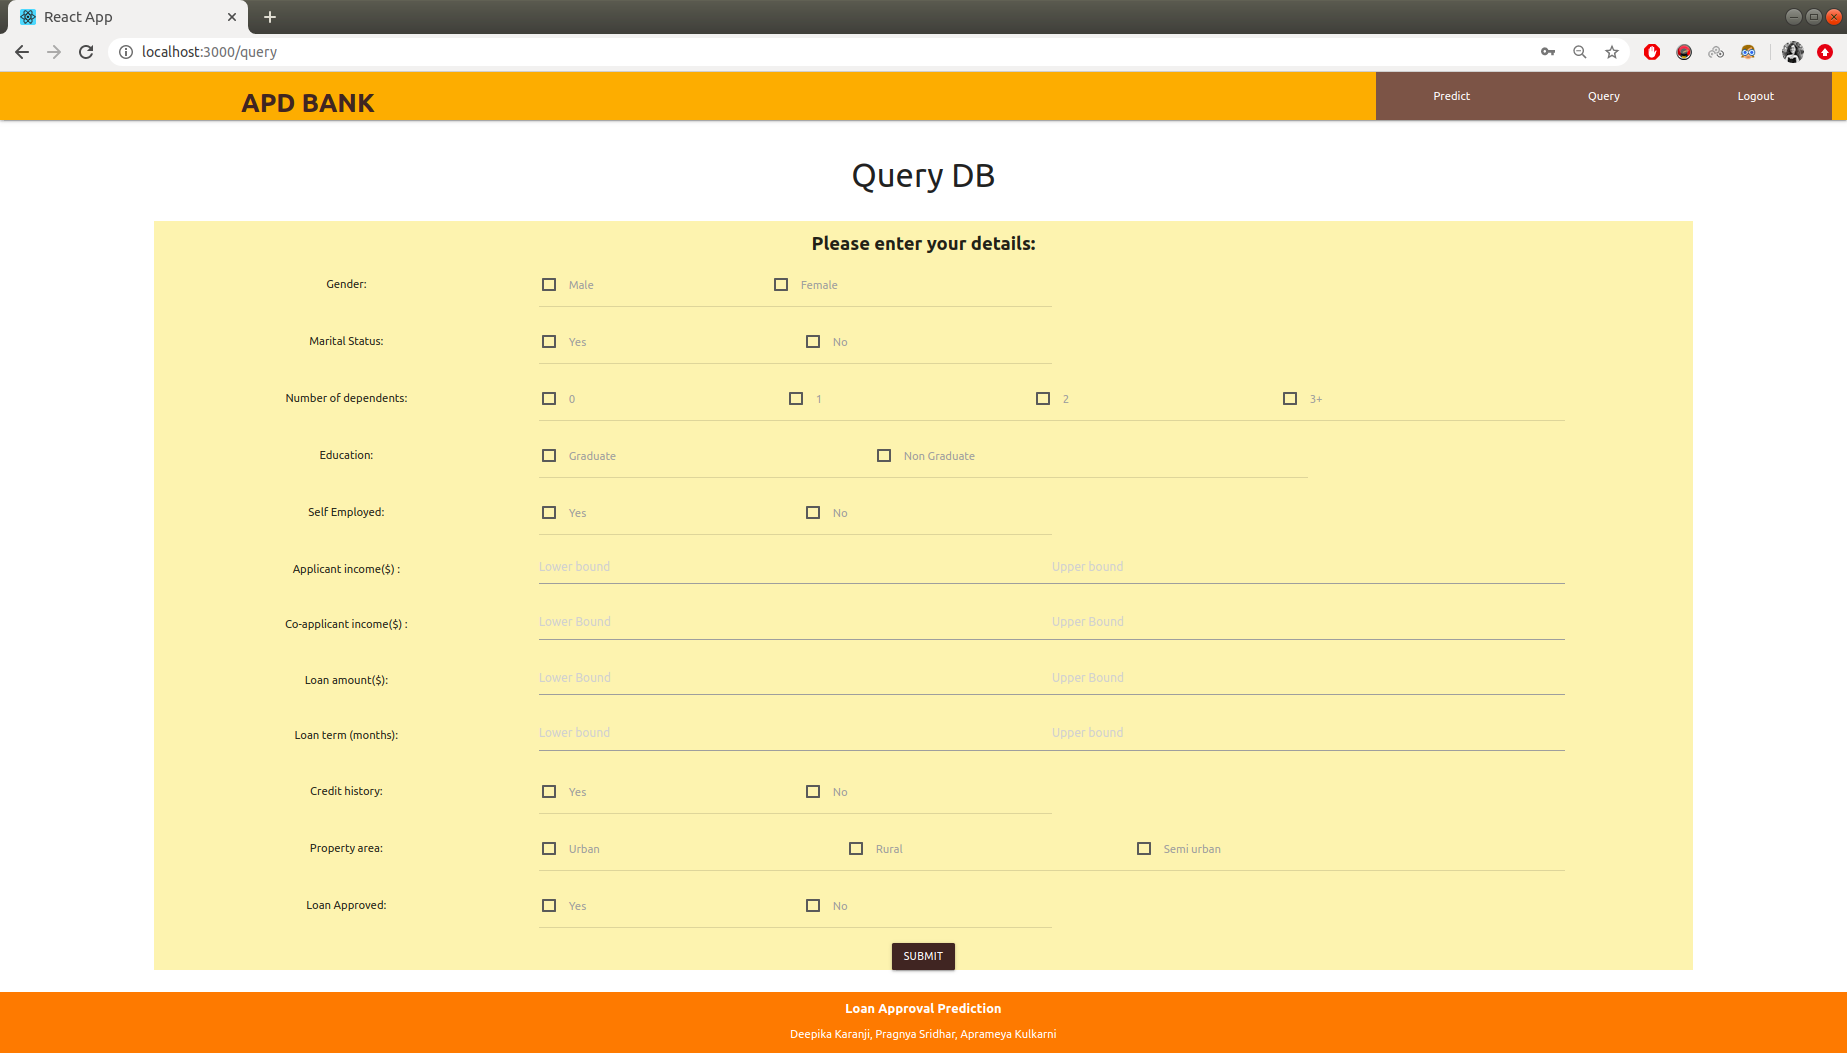 React App
localhost:3000/query
APD BANK
Predict Query Logout
Query DB
Please enter your details:
Gender: Male Female
Marital Status: Yes No
Number of dependents: 0 1 2 3+
Education: Graduate Non Graduate
Self Employed: Yes No
Applicant income($) : Lower bound Upper bound
Co-applicant income($) : Lower Bound Upper Bound
Loan amount($): Lower Bound Upper Bound
Loan term (months): Lower bound Upper bound
Credit history: Yes No
Property area: Urban Rural Semi urban
Loan Approved: Yes No
SUBMIT
Loan Approval Prediction
Deepika Karanji, Pragnya Sridhar, Aprameya Kulkarni